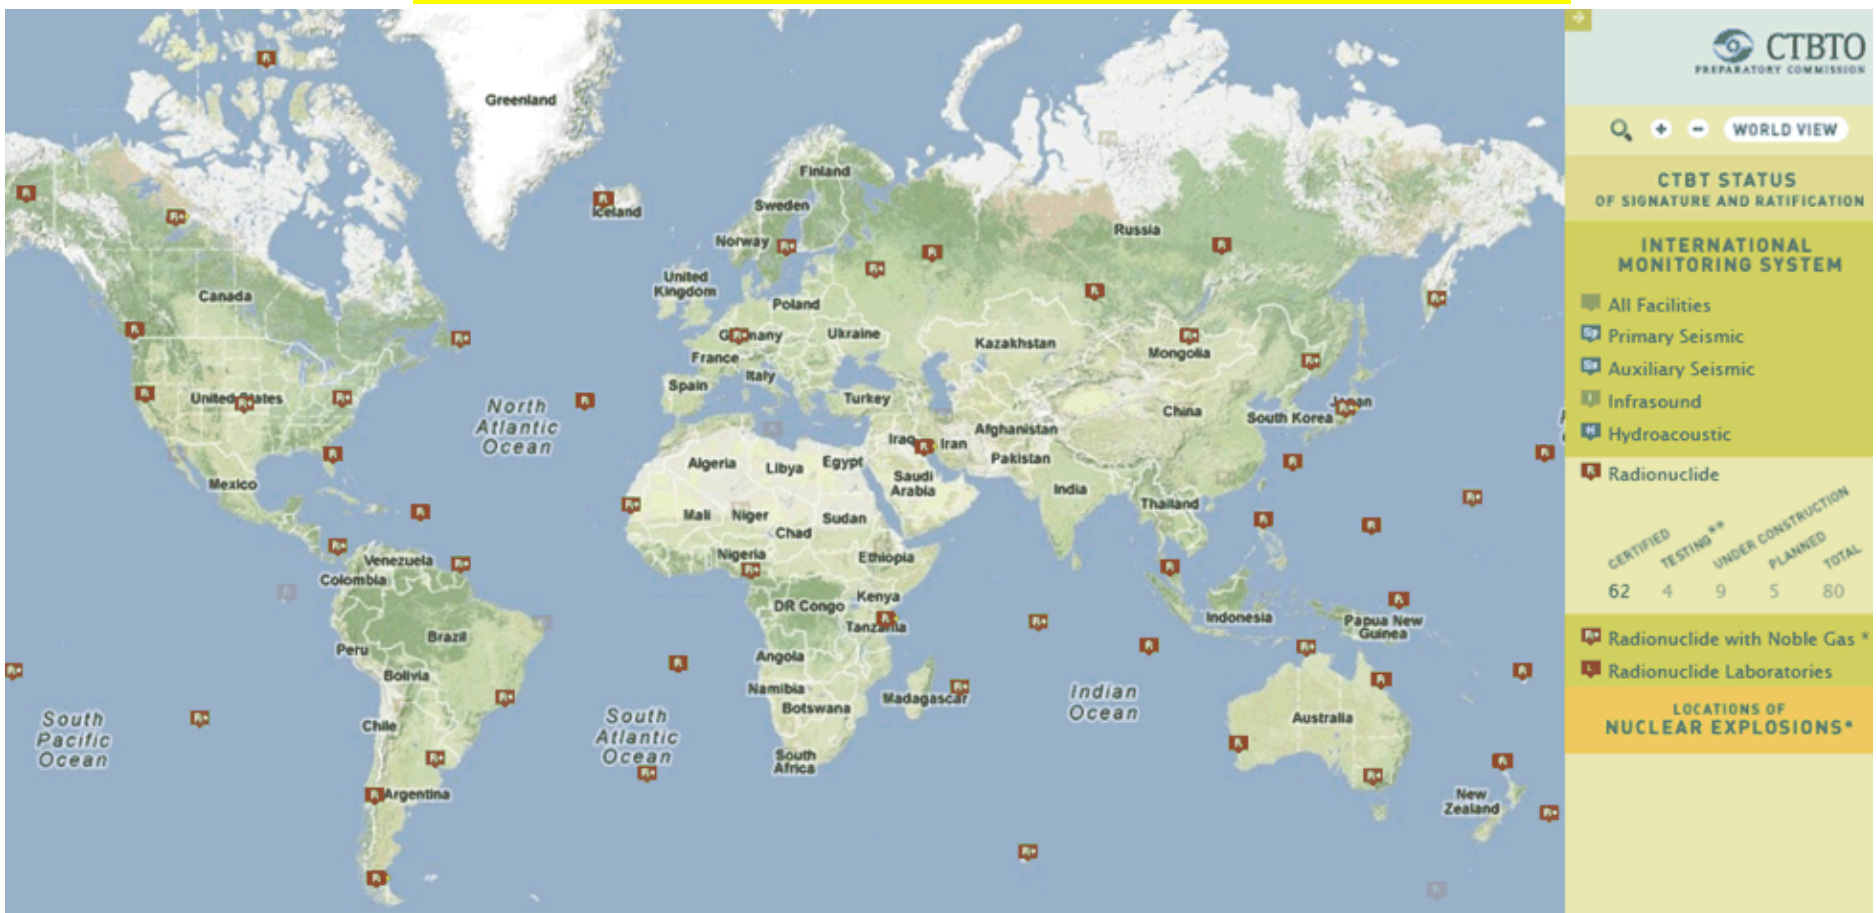 Greenland
Finland
Iceland
Sweden
Norway
Russia
United
Kingdom
Canada
Poland
Germany
Ukraine
Kazakhstan
Mongolia
France
Italy
Spain
Turkey
United States
China
South Korea
Japan
North
Atlantic
Ocean
Afghanistan
Iraq
Iran
Pakistan
Algeria
Libya
Egypt
Saudi
Arabia
India
Mexico
Thailand
Mali
Niger
Sudan
Chad
Nigeria
Ethiopia
Venezuela
Colombia
DR Congo
Kenya
Tanzania
Indonesia
Papua New
Guinea
Brazil
Peru
Angola
Bolivia
Namibia
Botswana
Madagascar
Indian
Ocean
South
Pacific
Ocean
Chile
South
Atlantic
Ocean
Australia
South
Africa
Argentina
New
Zealand
CTBTO
PREPARATORY COMMISSION
WORLD VIEW
CTBT STATUS
OF SIGNATURE AND RATIFICATION
INTERNATIONAL
MONITORING SYSTEM
All Facilities
Primary Seismic
Auxiliary Seismic
Infrasound
Hydroacoustic
Radionuclide
CERTIFIED
TESTING**
UNDER CONSTRUCTION
PLANNED
TOTAL
62 4 9 5 80
Radionuclide with Noble Gas *
Radionuclide Laboratories
LOCATIONS OF
NUCLEAR EXPLOSIONS*